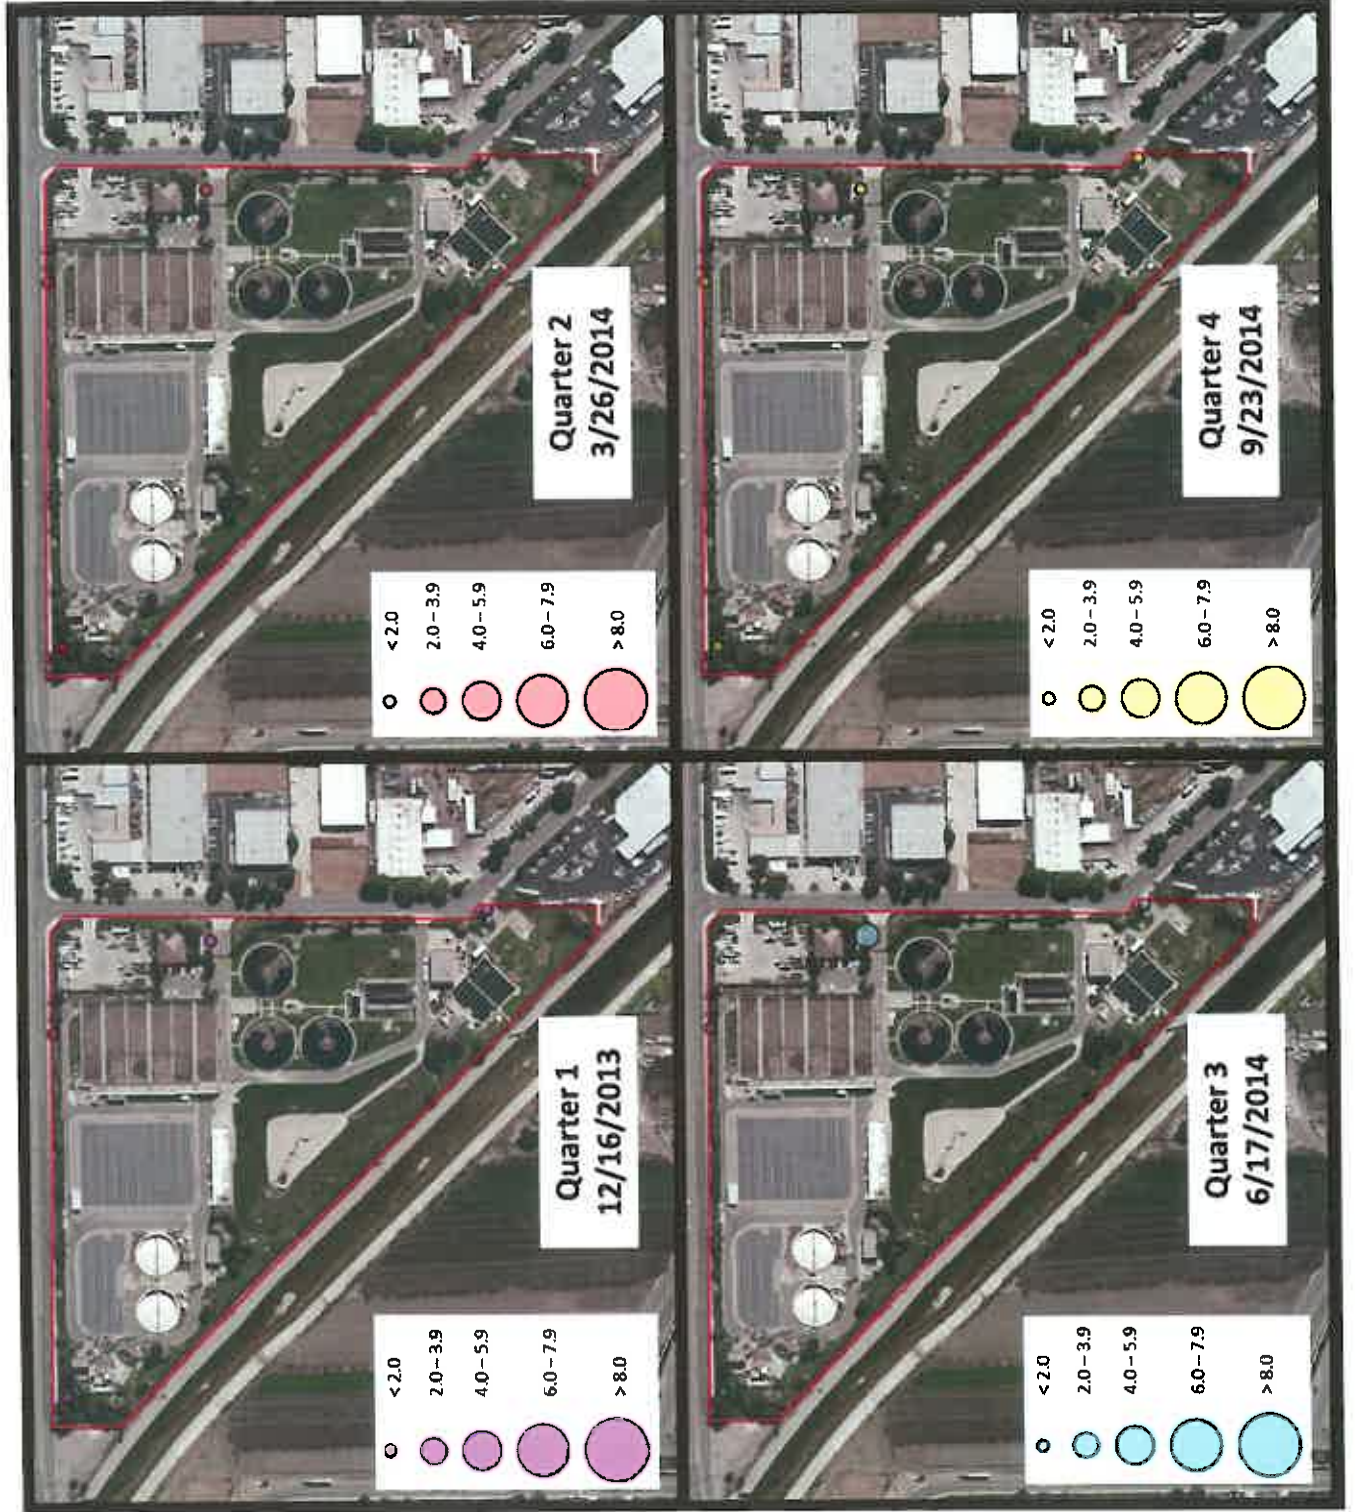 Quarter 1
12/16/2013
< 2.0
2.0 – 3.9
4.0 – 5.9
6.0 – 7.9
> 8.0
Quarter 2
3/26/2014
< 2.0
2.0 – 3.9
4.0 – 5.9
6.0 – 7.9
> 8.0
Quarter 3
6/17/2014
< 2.0
2.0 – 3.9
4.0 – 5.9
6.0 – 7.9
> 8.0
Quarter 4
9/23/2014
< 2.0
2.0 – 3.9
4.0 – 5.9
6.0 – 7.9
> 8.0